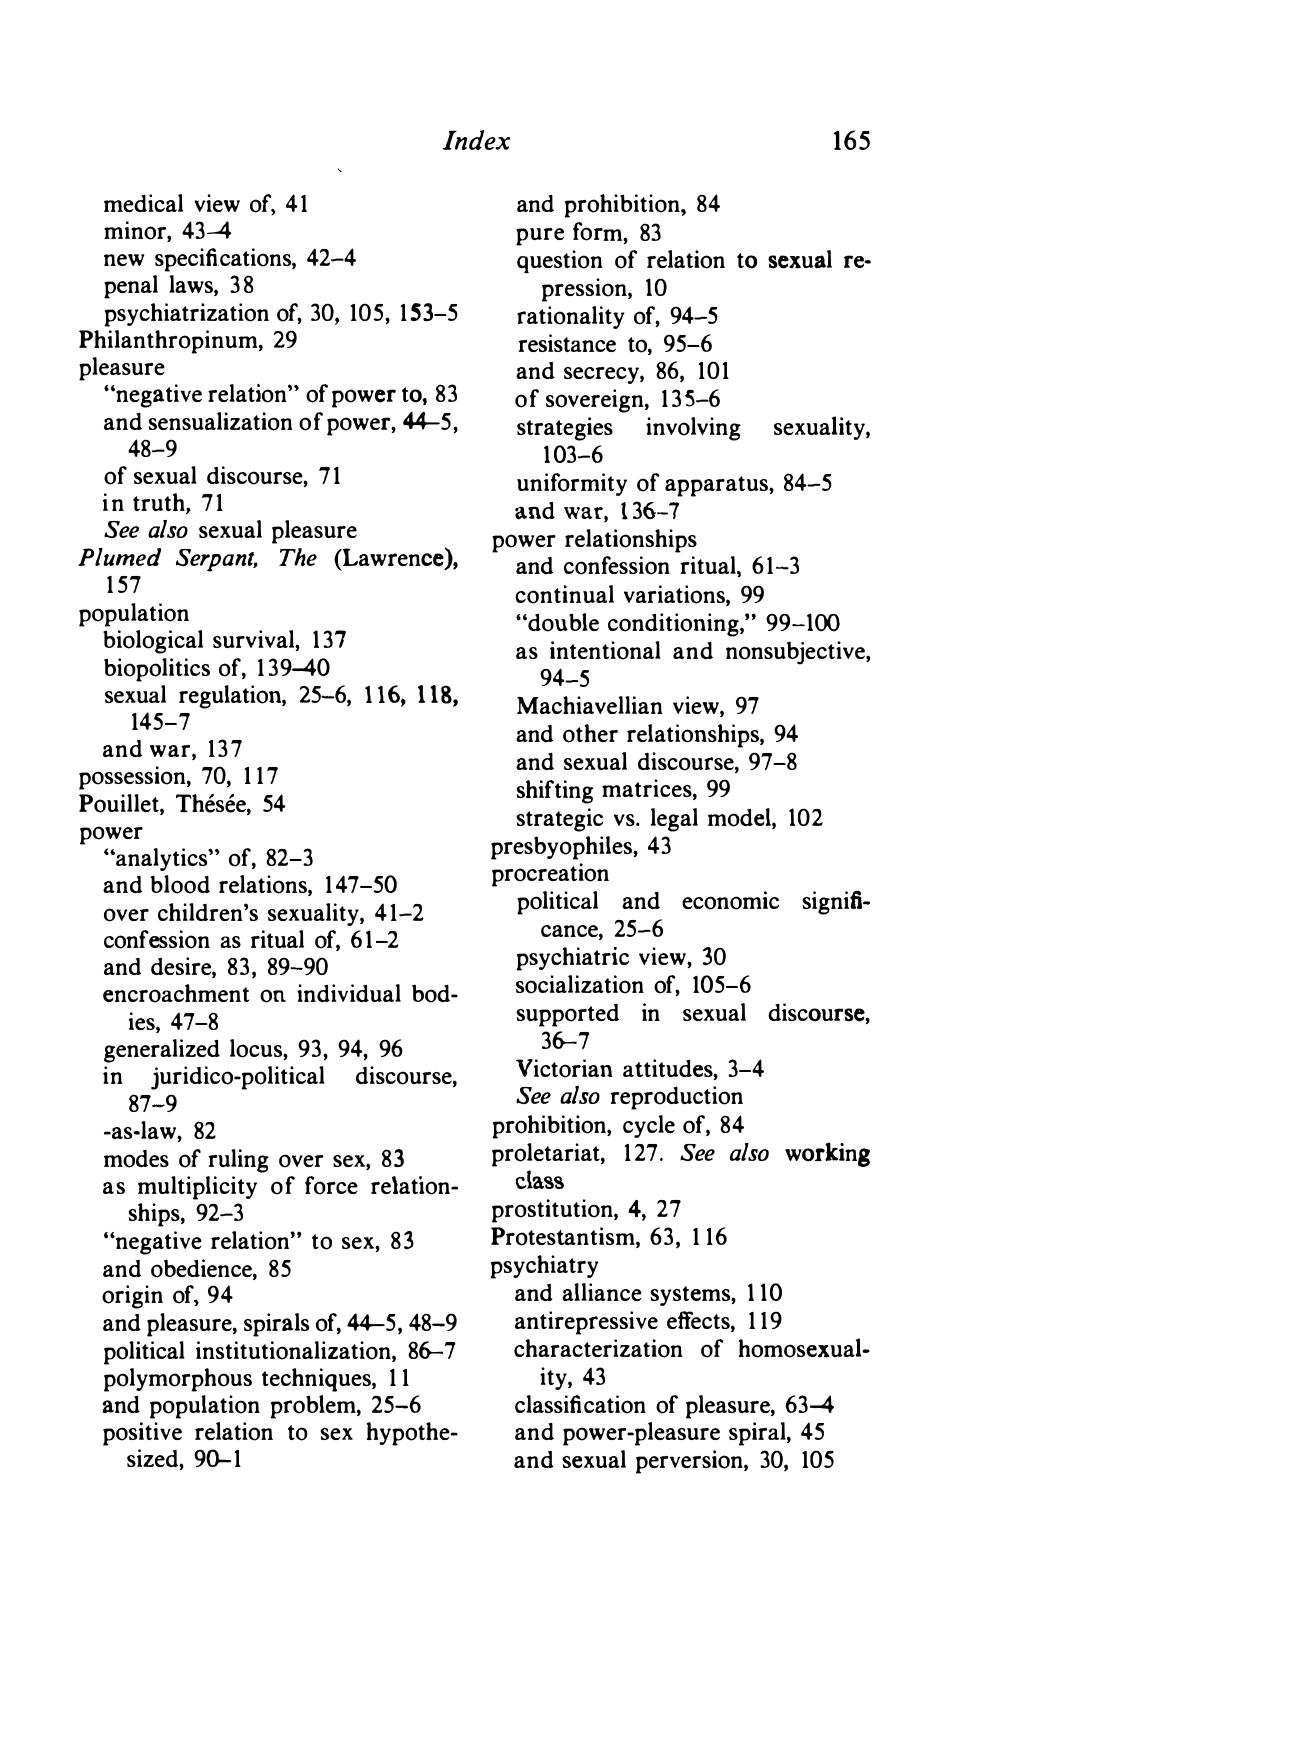 Index 165
medical view of, 41
minor, 43–4
new specifications, 42–4
penal laws, 38
psychiatrization of, 30, 105, 153–5
Philanthropinum, 29
pleasure
“negative relation” of power to, 83
and sensualization of power, 44–5,
48–9
of sexual discourse, 71
in truth, 71
See also sexual pleasure
Plumed Serpant, The (Lawrence),
157
population
biological survival, 137
biopolitics of, 139–40
sexual regulation, 25–6, 116, 118,
145–7
and war, 137
possession, 70, 117
Pouillet, Thésée, 54
power
“analytics” of, 82–3
and blood relations, 147–50
over children’s sexuality, 41–2
confession as ritual of, 61–2
and desire, 83, 89–90
encroachment on individual bod-
ies, 47–8
generalized locus, 93, 94, 96
in juridico-political discourse,
87–9
-as-law, 82
modes of ruling over sex, 83
as multiplicity of force relation-
ships, 92–3
“negative relation” to sex, 83
and obedience, 85
origin of, 94
and pleasure, spirals of, 44–5, 48–9
political institutionalization, 86–7
polymorphous techniques, 11
and population problem, 25–6
positive relation to sex hypothe-
sized, 90–1
and prohibition, 84
pure form, 83
question of relation to sexual re-
pression, 10
rationality of, 94–5
resistance to, 95–6
and secrecy, 86, 101
of sovereign, 135–6
strategies involving sexuality,
103–6
uniformity of apparatus, 84–5
and war, 136–7
power relationships
and confession ritual, 61–3
continual variations, 99
“double conditioning,” 99–100
as intentional and nonsubjective,
94–5
Machiavellian view, 97
and other relationships, 94
and sexual discourse, 97–8
shifting matrices, 99
strategic vs. legal model, 102
presbyophiles, 43
procreation
political and economic signifi-
cance, 25–6
psychiatric view, 30
socialization of, 105–6
supported in sexual discourse,
36–7
Victorian attitudes, 3–4
See also reproduction
prohibition, cycle of, 84
proletariat, 127. See also working
class
prostitution, 4, 27
Protestantism, 63, 116
psychiatry
and alliance systems, 110
antirepressive effects, 119
characterization of homosexual-
ity, 43
classification of pleasure, 63–4
and power-pleasure spiral, 45
and sexual perversion, 30, 105